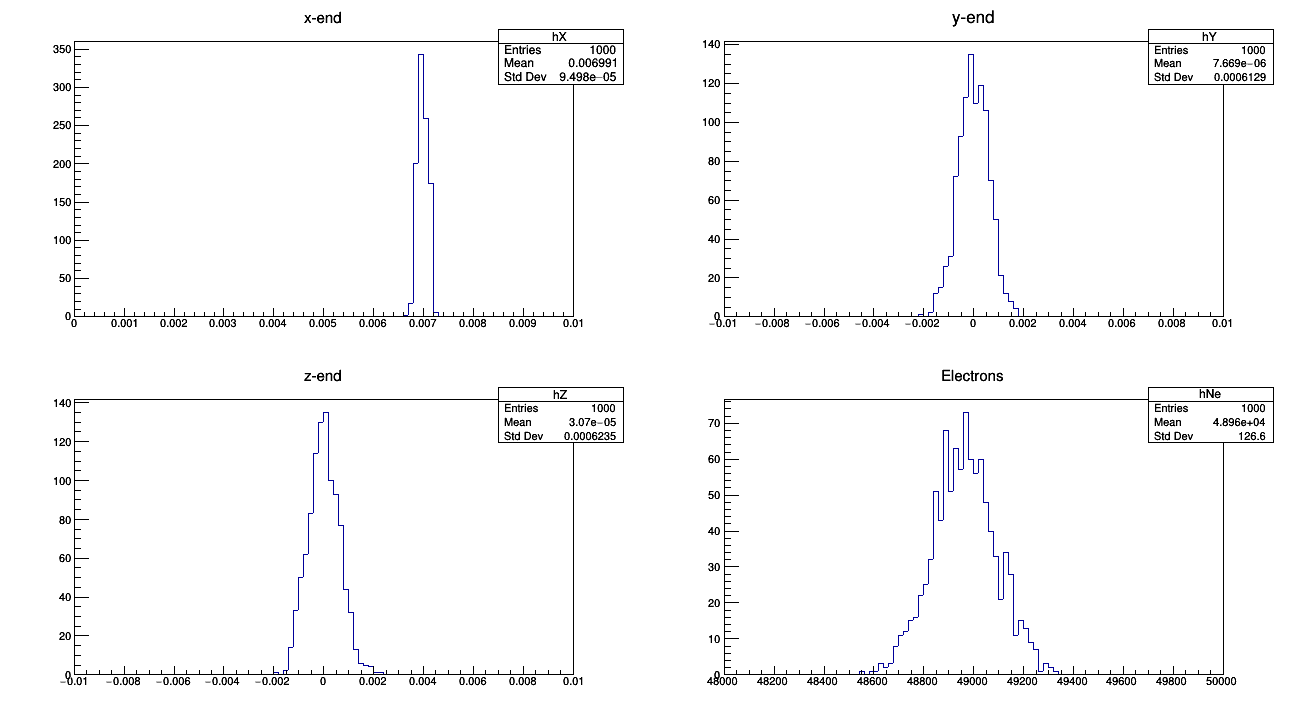 x-end
hX
Entries 1000
Mean 0.006991
Std Dev 9.498e−05
350
300
250
200
150
100
50
0
0 0.001 0.002 0.003 0.004 0.005 0.006 0.007 0.008 0.009 0.01
y-end
hY
Entries 1000
Mean 7.669e−06
Std Dev 0.0006129
140
120
100
80
60
40
20
0
−0.01 −0.008 −0.006 −0.004 −0.002 0 0.002 0.004 0.006 0.008 0.01
z-end
hZ
Entries 1000
Mean 3.07e−05
Std Dev 0.0006235
140
120
100
80
60
40
20
0
−0.01 −0.008 −0.006 −0.004 −0.002 0 0.002 0.004 0.006 0.008 0.01
Electrons
hNe
Entries 1000
Mean 4.896e+04
Std Dev 126.6
70
60
50
40
30
20
10
0
48000 48200 48400 48600 48800 49000 49200 49400 49600 49800 50000